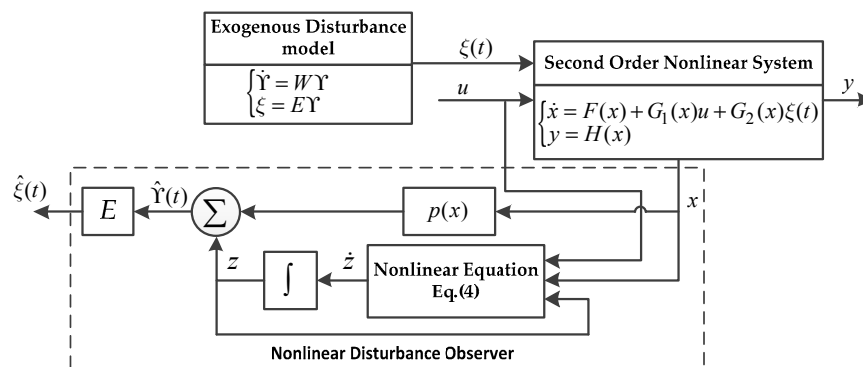 Exogenous Disturbance
model
ξ(t)
Second Order Nonlinear System
ϒ̇ = Wϒ
ξ = Eϒ
u
y
ẋ = F(x) + G₁(x)u + G₂(x)ξ(t)
y = H(x)
ξ̂(t)
ϒ̂(t)
E
∑
p(x)
x
z
ż
∫
Nonlinear Equation
Eq.(4)
Nonlinear Disturbance Observer